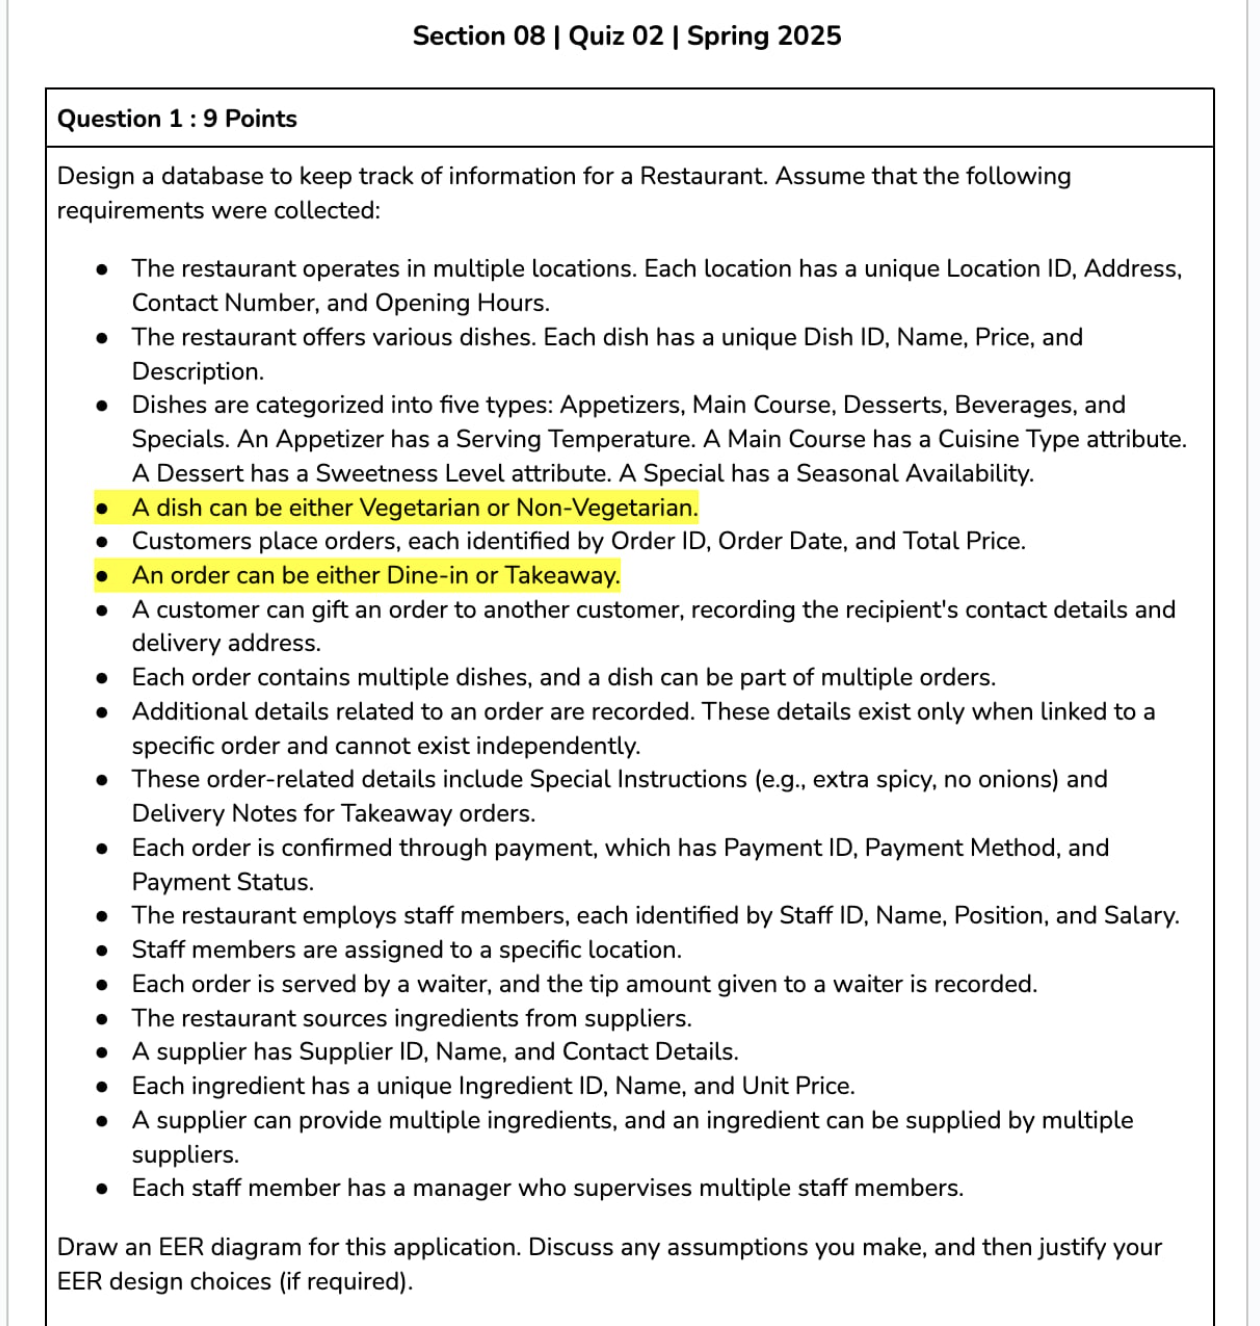 Section 08 | Quiz 02 | Spring 2025
Question 1 : 9 Points
Design a database to keep track of information for a Restaurant. Assume that the following
requirements were collected:
● The restaurant operates in multiple locations. Each location has a unique Location ID, Address,
Contact Number, and Opening Hours.
● The restaurant offers various dishes. Each dish has a unique Dish ID, Name, Price, and
Description.
● Dishes are categorized into five types: Appetizers, Main Course, Desserts, Beverages, and
Specials. An Appetizer has a Serving Temperature. A Main Course has a Cuisine Type attribute.
A Dessert has a Sweetness Level attribute. A Special has a Seasonal Availability.
● A dish can be either Vegetarian or Non-Vegetarian.
● Customers place orders, each identified by Order ID, Order Date, and Total Price.
● An order can be either Dine-in or Takeaway.
● A customer can gift an order to another customer, recording the recipient's contact details and
delivery address.
● Each order contains multiple dishes, and a dish can be part of multiple orders.
● Additional details related to an order are recorded. These details exist only when linked to a
specific order and cannot exist independently.
● These order-related details include Special Instructions (e.g., extra spicy, no onions) and
Delivery Notes for Takeaway orders.
● Each order is confirmed through payment, which has Payment ID, Payment Method, and
Payment Status.
● The restaurant employs staff members, each identified by Staff ID, Name, Position, and Salary.
● Staff members are assigned to a specific location.
● Each order is served by a waiter, and the tip amount given to a waiter is recorded.
● The restaurant sources ingredients from suppliers.
● A supplier has Supplier ID, Name, and Contact Details.
● Each ingredient has a unique Ingredient ID, Name, and Unit Price.
● A supplier can provide multiple ingredients, and an ingredient can be supplied by multiple
suppliers.
● Each staff member has a manager who supervises multiple staff members.
Draw an EER diagram for this application. Discuss any assumptions you make, and then justify your
EER design choices (if required).